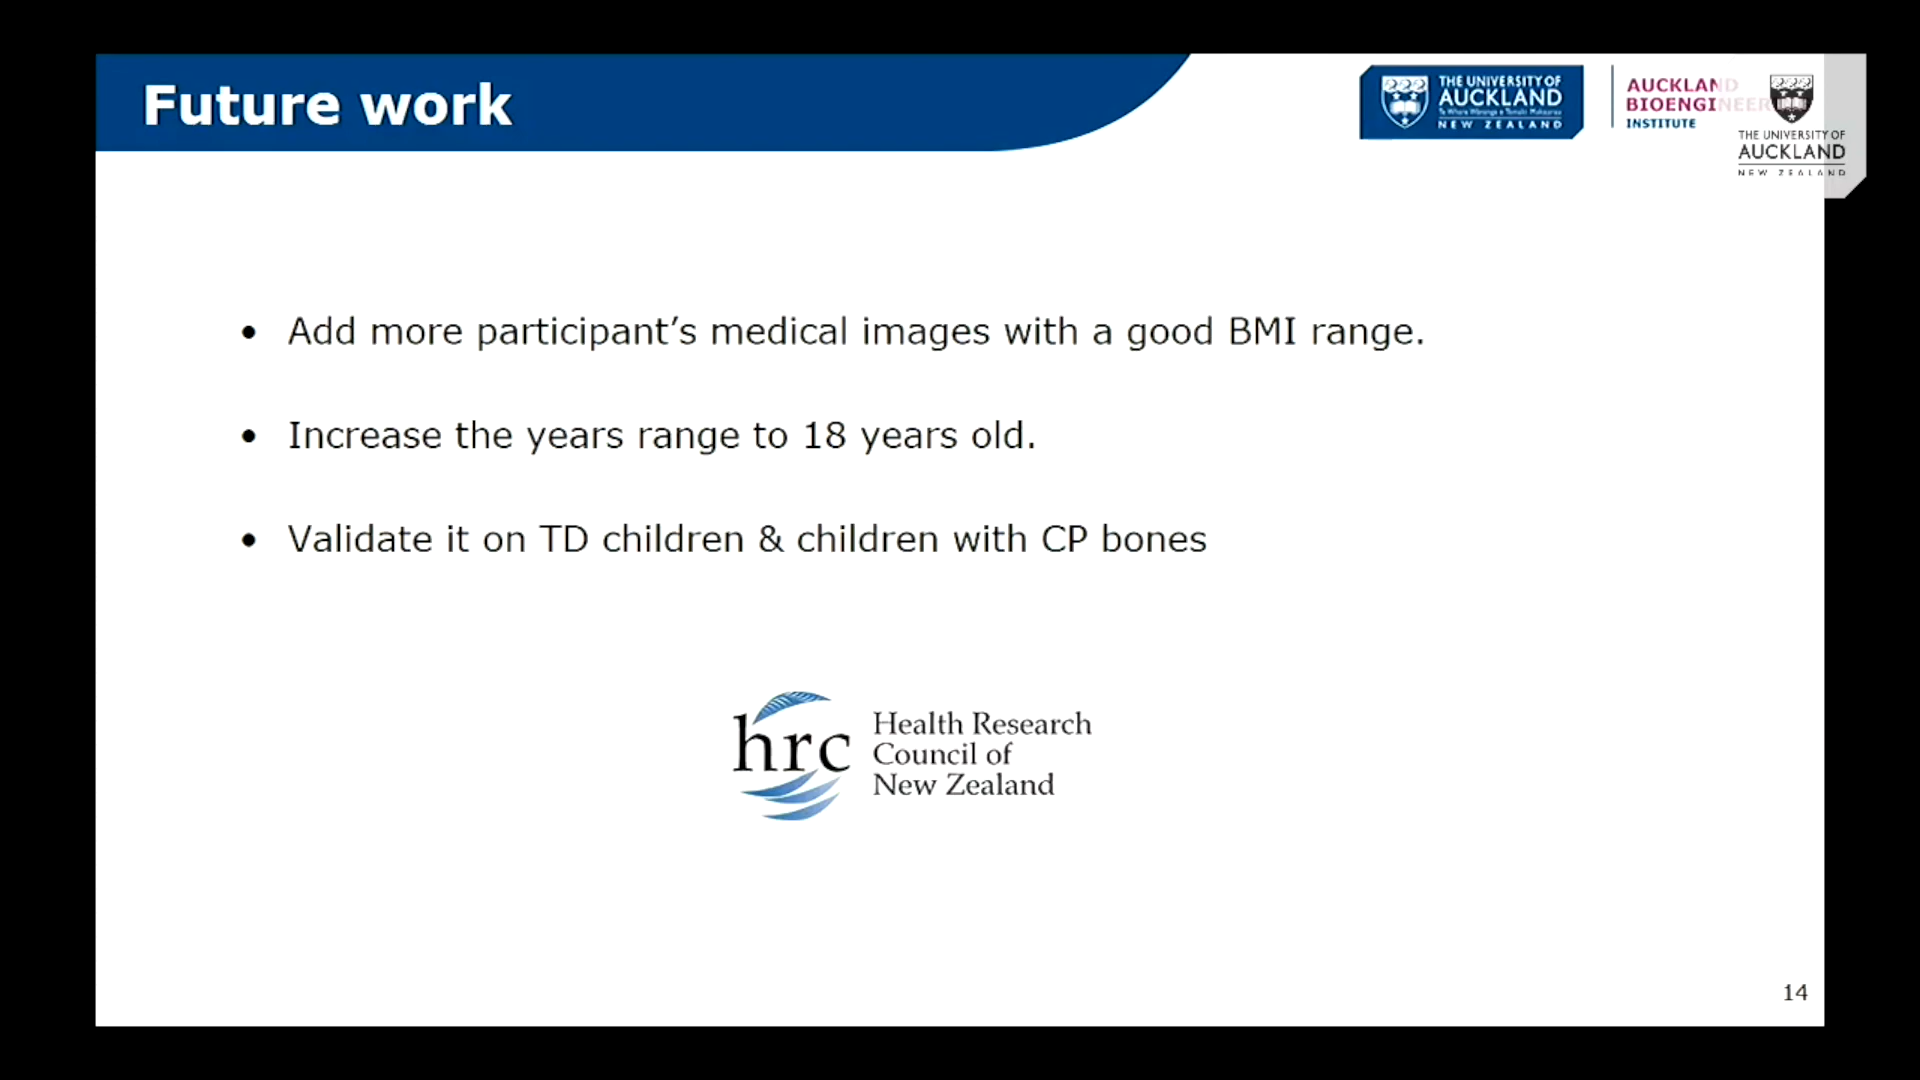 Future work
THE UNIVERSITY OF
AUCKLAND
NEW ZEALAND
AUCKLAND
BIOENGINEER
INSTITUTE
THE UNIVERSITY OF
AUCKLAND
NEW ZEALAND
• Add more participant’s medical images with a good BMI range.
• Increase the years range to 18 years old.
• Validate it on TD children & children with CP bones
hrc
Health Research
Council of
New Zealand
14